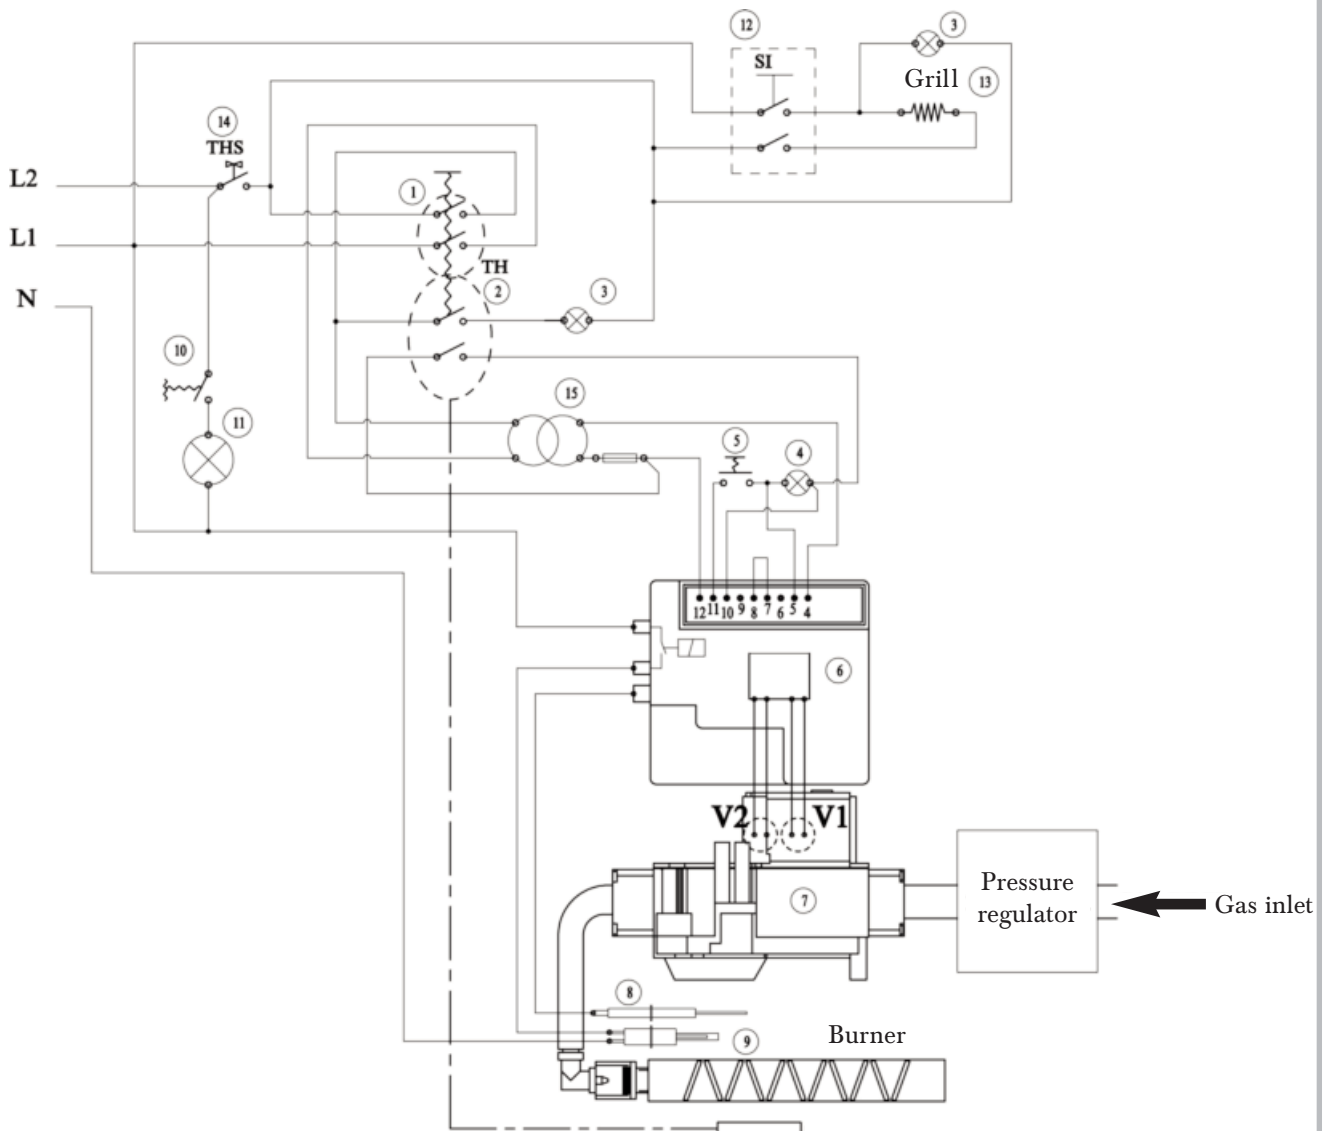 12
3
SI
Grill
13
14
THS
L2
1
L1
TH
2
3
N
10
11
15
5
4
12 11 10 9 8 7 6 5 4
6
V2
V1
7
Pressure
regulator
Gas inlet
8
9
Burner